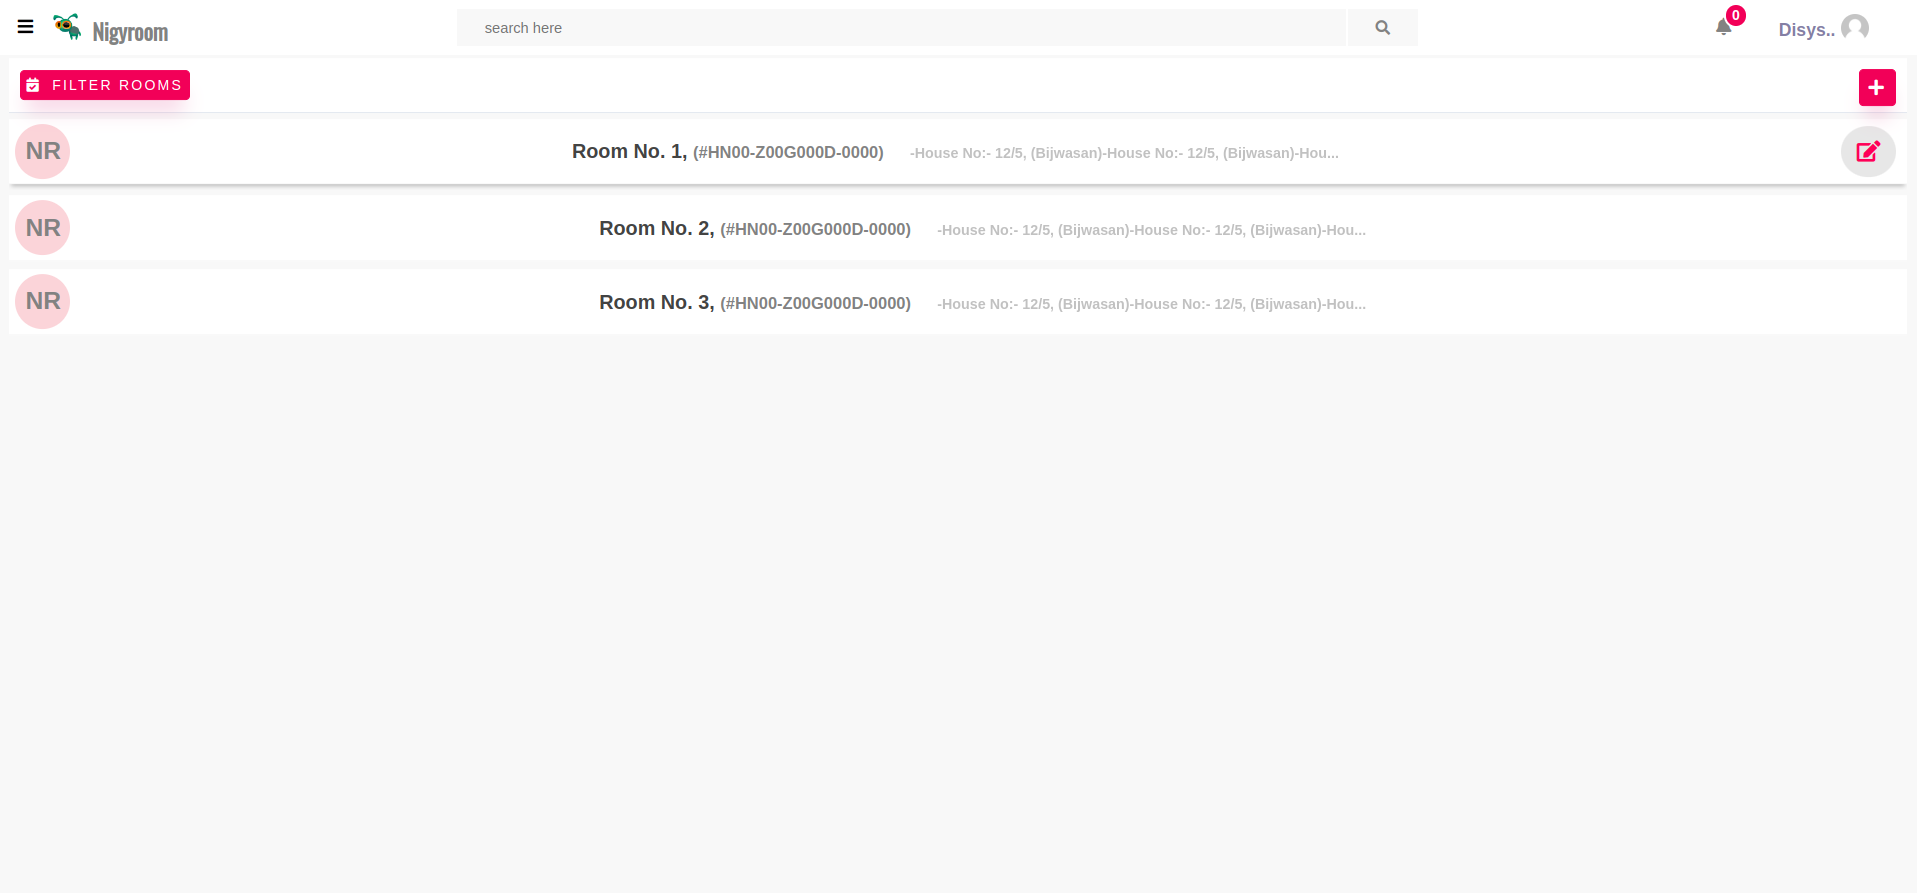 Nigyroom
search here
0
Disys..
FILTER ROOMS
NR Room No. 1, (#HN00-Z00G000D-0000) -House No:- 12/5, (Bijwasan)-House No:- 12/5, (Bijwasan)-Hou...
NR Room No. 2, (#HN00-Z00G000D-0000) -House No:- 12/5, (Bijwasan)-House No:- 12/5, (Bijwasan)-Hou...
NR Room No. 3, (#HN00-Z00G000D-0000) -House No:- 12/5, (Bijwasan)-House No:- 12/5, (Bijwasan)-Hou...